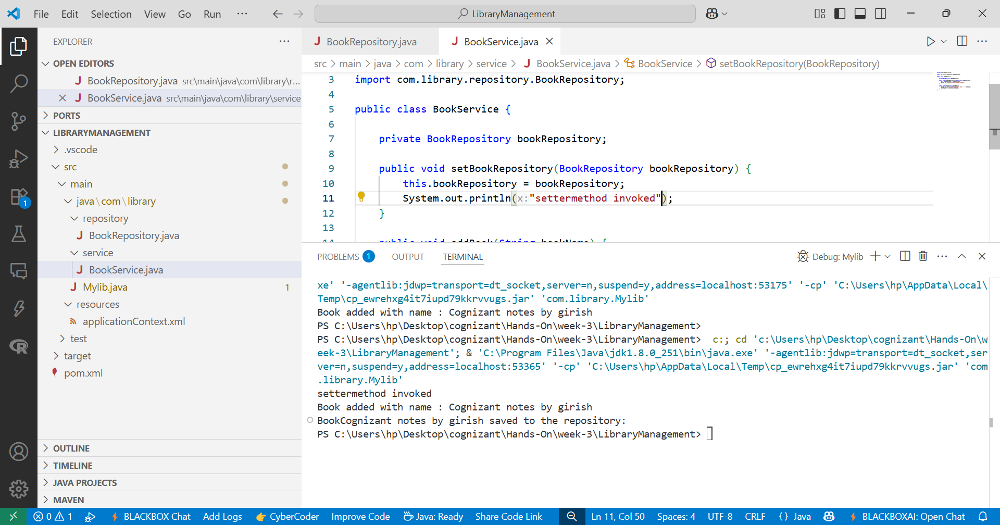 File Edit Selection View Go Run ··· LibraryManagement
EXPLORER ···
OPEN EDITORS
BookRepository.java src\main\java\com\library\r...
BookService.java src\main\java\com\library\service
PORTS
LIBRARYMANAGEMENT
.vscode
src
main
java\com\library
repository
BookRepository.java
service
BookService.java
Mylib.java 1
resources
applicationContext.xml
test
target
pom.xml
OUTLINE
TIMELINE
JAVA PROJECTS
MAVEN
1
BookRepository.java BookService.java
src > main > java > com > library > service > BookService.java > BookService > setBookRepository(BookRepository)
3 import com.library.repository.BookRepository;
4
5 public class BookService {
6
7 private BookRepository bookRepository;
8
9 public void setBookRepository(BookRepository bookRepository) {
10 this.bookRepository = bookRepository;
11 System.out.println(x:"settermethod invoked");
12 }
13
14 public void addBook(String bookName) {
PROBLEMS 1 OUTPUT TERMINAL Debug: Mylib
xe' '-agentlib:jdwp=transport=dt_socket,server=n,suspend=y,address=localhost:53175' '-cp' 'C:\Users\hp\AppData\Local\
Temp\cp_ewrehxg4it7iupd79kkrvvugs.jar' 'com.library.Mylib'
Book added with name : Cognizant notes by girish
PS C:\Users\hp\Desktop\cognizant\Hands-On\week-3\LibraryManagement>
PS C:\Users\hp\Desktop\cognizant\Hands-On\week-3\LibraryManagement>  c:; cd 'c:\Users\hp\Desktop\cognizant\Hands-On\w
eek-3\LibraryManagement'; & 'C:\Program Files\Java\jdk1.8.0_251\bin\java.exe' '-agentlib:jdwp=transport=dt_socket,ser
ver=n,suspend=y,address=localhost:53365' '-cp' 'C:\Users\hp\AppData\Local\Temp\cp_ewrehxg4it7iupd79kkrvvugs.jar' 'com
.library.Mylib'
settermethod invoked
Book added with name : Cognizant notes by girish
BookCognizant notes by girish saved to the repository:
PS C:\Users\hp\Desktop\cognizant\Hands-On\week-3\LibraryManagement>
0 1 BLACKBOX Chat Add Logs CyberCoder Improve Code Java: Ready Share Code Link Ln 11, Col 50 Spaces: 4 UTF-8 CRLF {} Java BLACKBOXAI: Open Chat